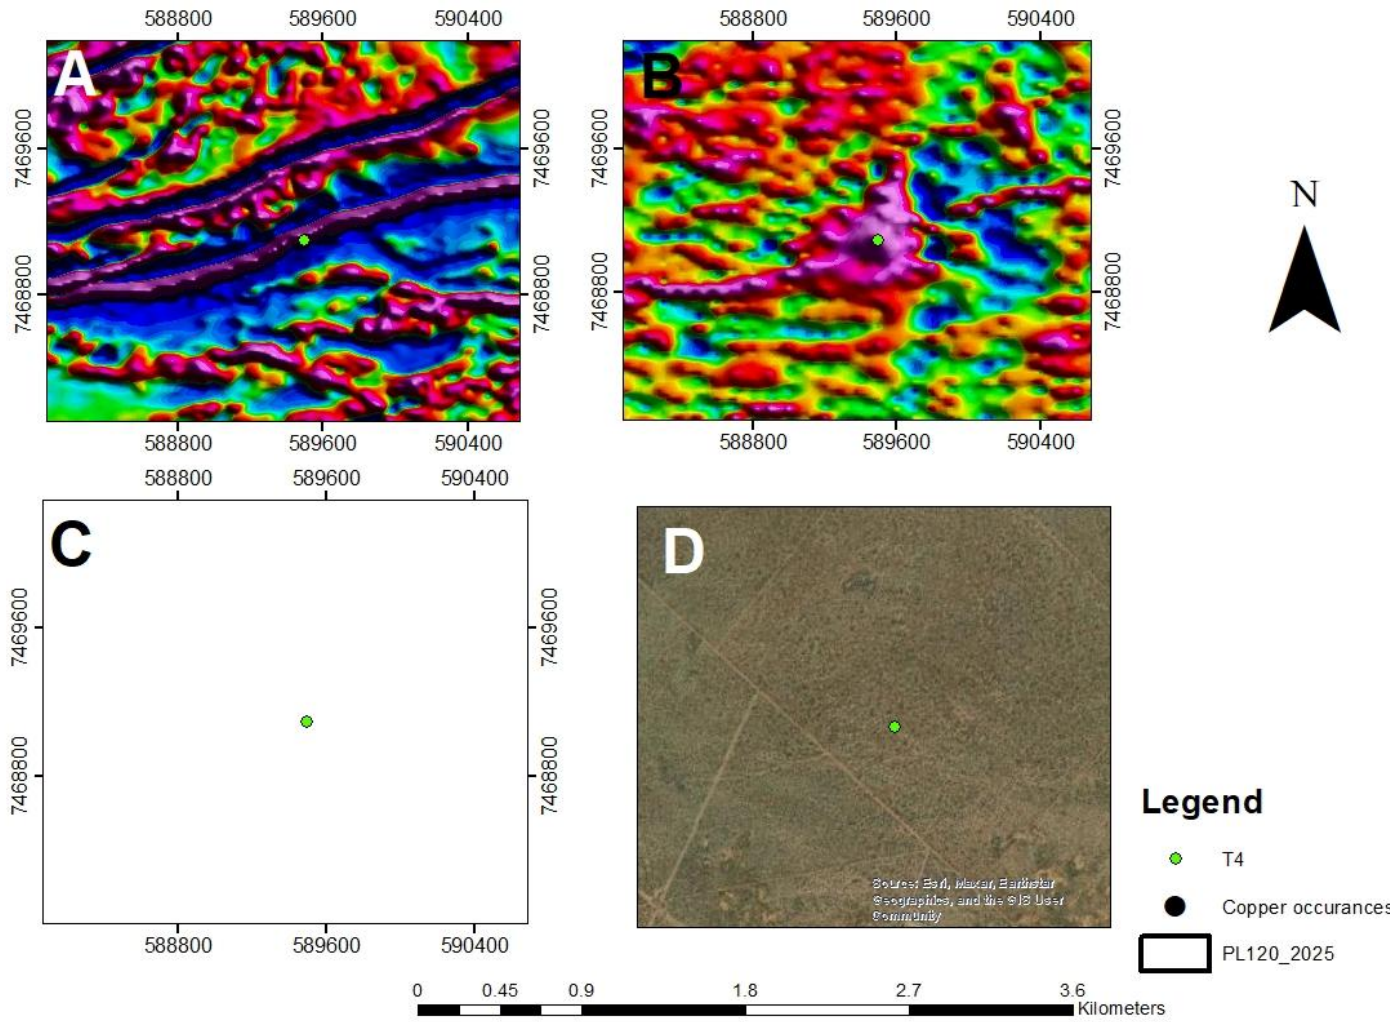 588800 589600 590400
588800 589600 590400
A
B
7469600
7469600
7469600
7469600
7468800
7468800
7468800
7468800
588800 589600 590400
588800 589600 590400
588800 589600 590400
C
D
7469600
7469600
7468800
7468800
588800 589600 590400
Source: Esri, Maxar, Earthstar
Geographics, and the GIS User
Community
N
Legend
T4
Copper occurances
PL120_2025
0 0.45 0.9 1.8 2.7 3.6
Kilometers